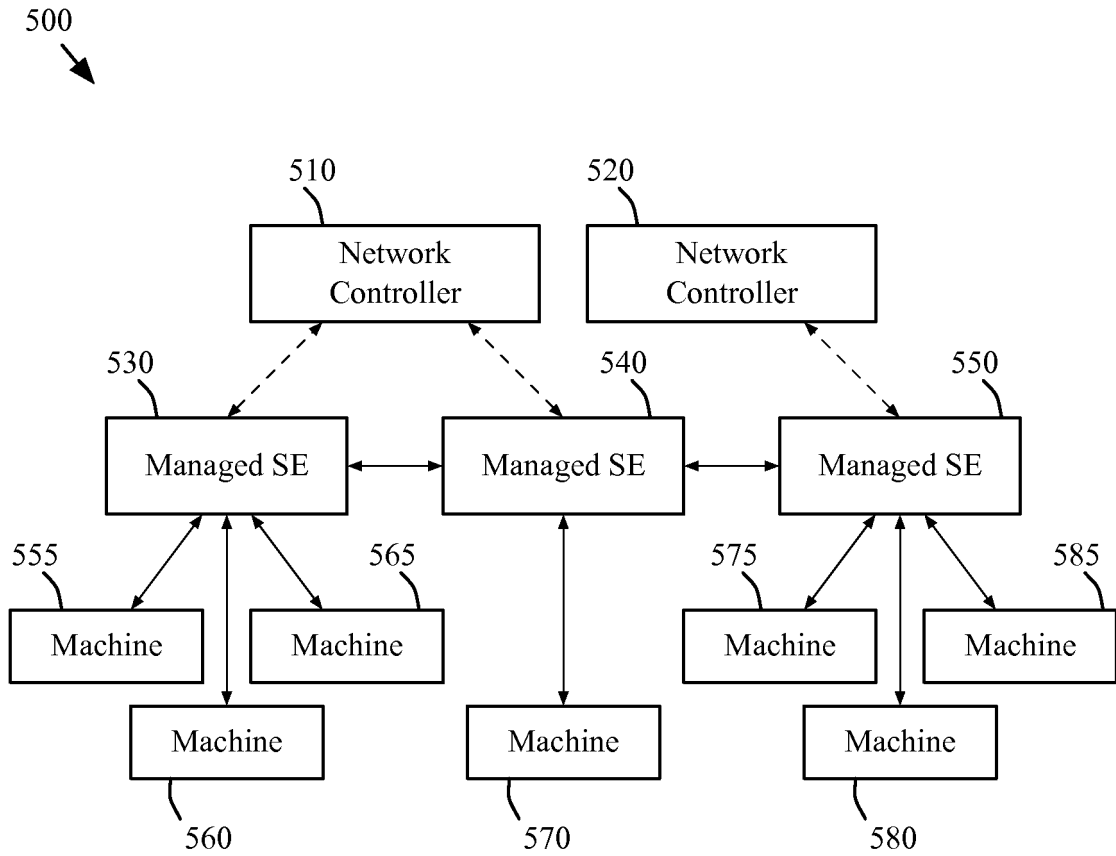 500
510
520
Network
Controller
Network
Controller
530
540
550
Managed SE
Managed SE
Managed SE
555
565
575
585
Machine
Machine
Machine
Machine
Machine
Machine
Machine
560
570
580